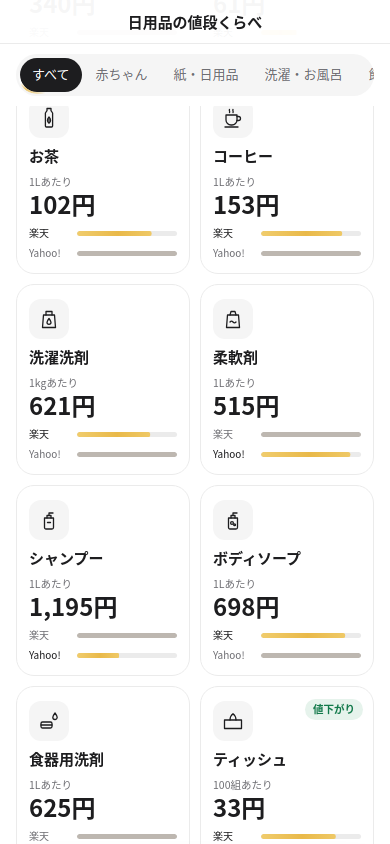 340円
61円
日用品の値段くらべ
すべて
赤ちゃん
紙・日用品
洗濯・お風呂
お茶
1Lあたり
102円
楽天
Yahoo!
コーヒー
1Lあたり
153円
楽天
Yahoo!
洗濯洗剤
1kgあたり
621円
楽天
Yahoo!
柔軟剤
1Lあたり
515円
楽天
Yahoo!
シャンプー
1Lあたり
1,195円
楽天
Yahoo!
ボディソープ
1Lあたり
698円
楽天
Yahoo!
食器用洗剤
1Lあたり
625円
楽天
値下がり
ティッシュ
100組あたり
33円
楽天